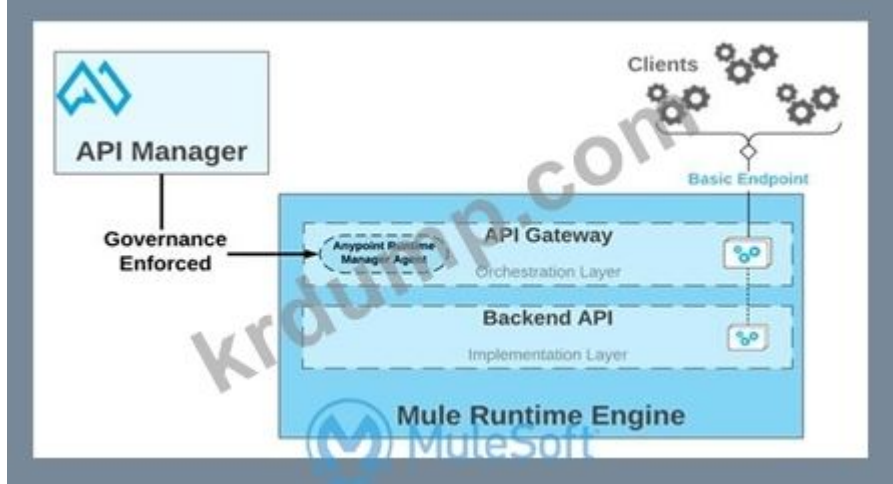 Clients
API Manager
Basic Endpoint
Governance
Enforced
Anypoint Runtime
Manager Agent
API Gateway
Orchestration Layer
Backend API
Implementation Layer
Mule Runtime Engine
MuleSoft
krdump.com